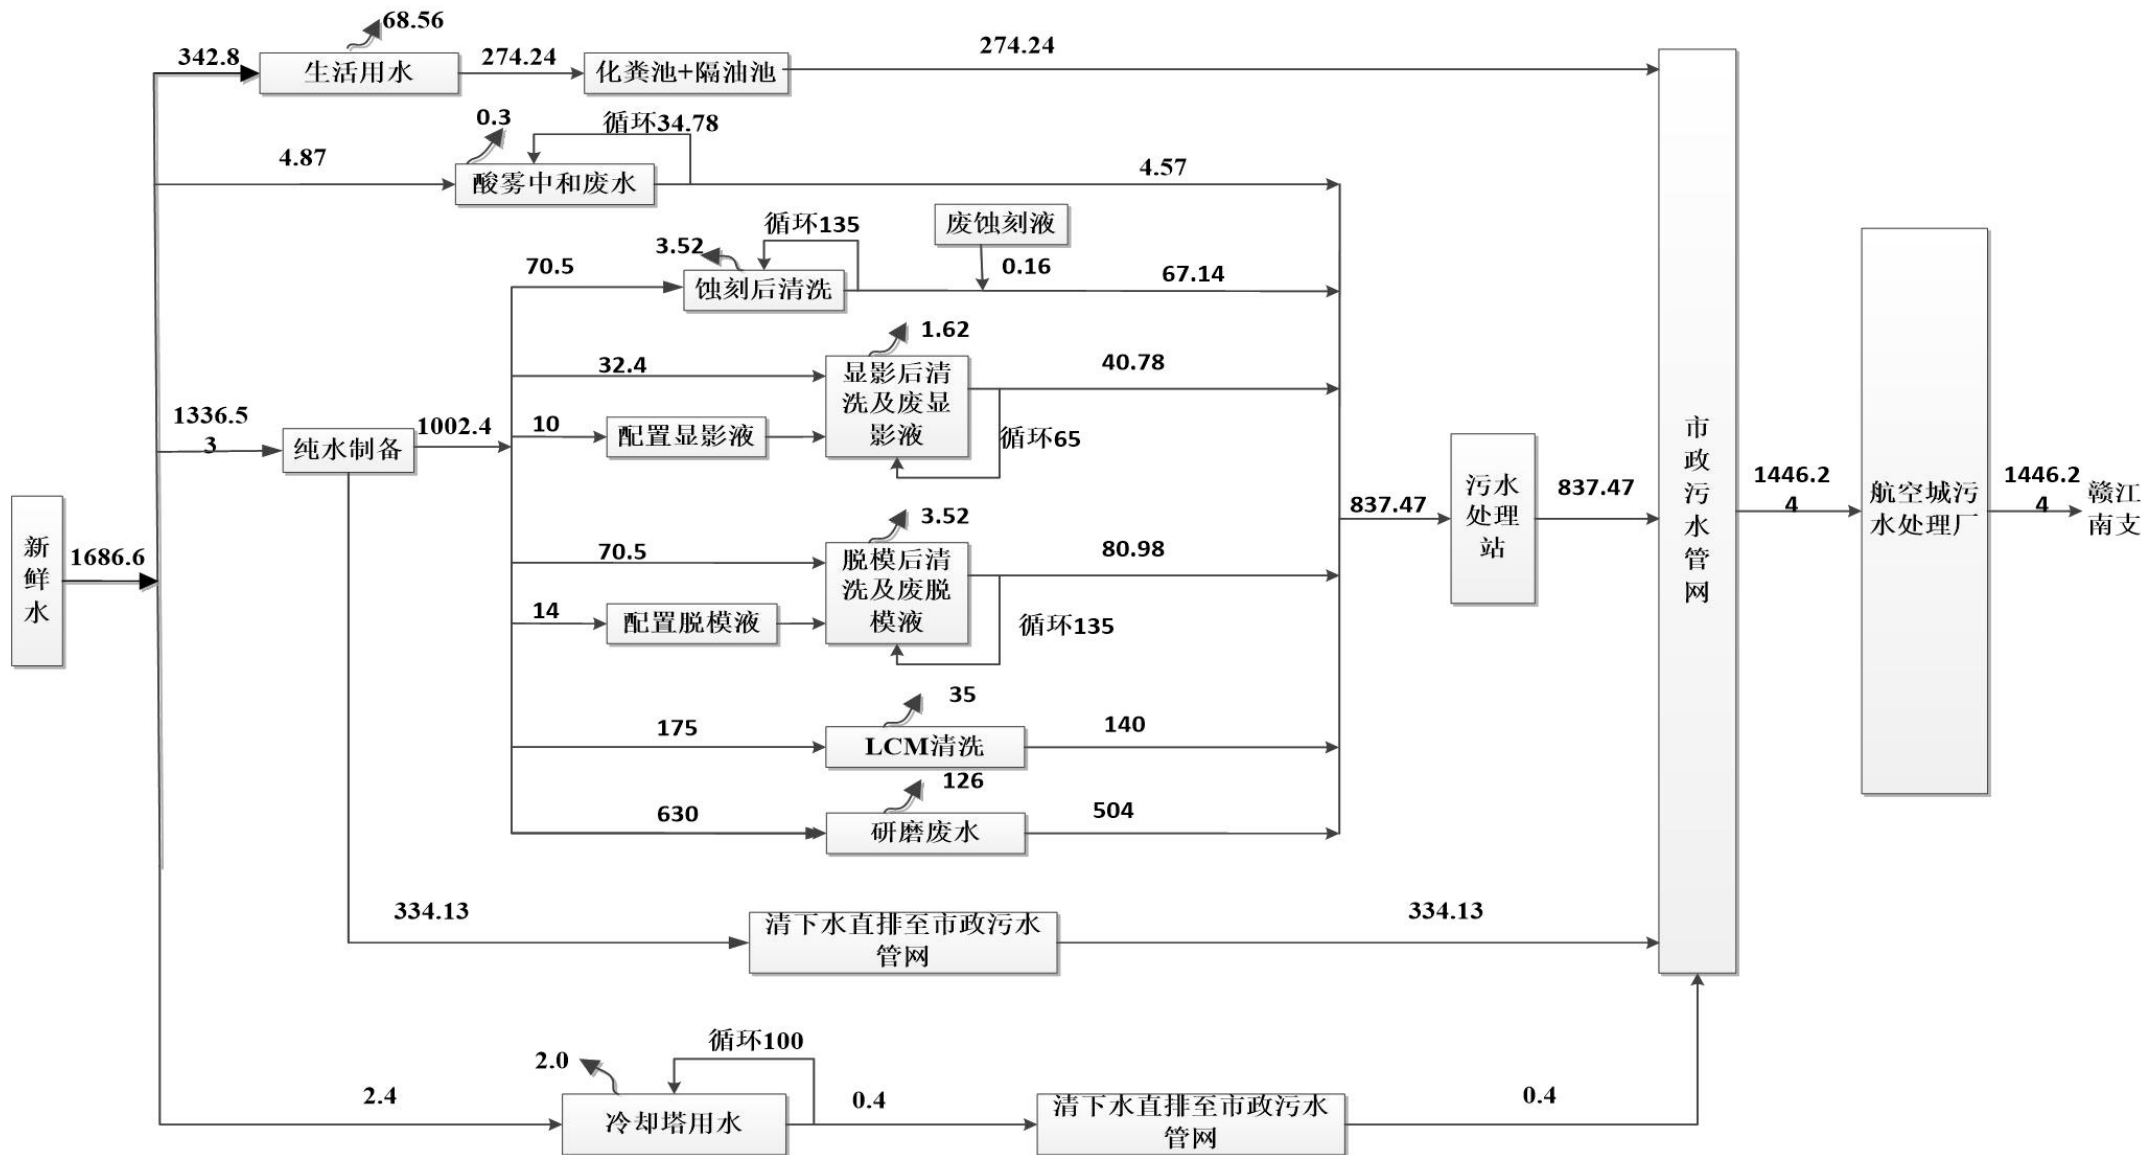 68.56
342.8
生活用水
274.24
化粪池+隔油池
274.24
0.3
循环34.78
4.87
酸雾中和废水
4.57
循环135
废蚀刻液
3.52
70.5
蚀刻后清洗
0.16
67.14
1.62
32.4
显影后清
洗及废显
影液
40.78
10
配置显影液
循环65
1336.5
3
纯水制备
1002.4
3.52
70.5
脱模后清
洗及废脱
模液
80.98
14
配置脱模液
循环135
新
鲜
水
1686.6
35
175
LCM清洗
140
126
630
研磨废水
504
837.47
污水
处理
站
837.47
市
政
污
水
管
网
1446.2
4
航空城污
水处理厂
1446.2
4
赣江
南支
334.13
清下水直排至市政污水
管网
334.13
循环100
2.0
2.4
冷却塔用水
0.4
清下水直排至市政污水
管网
0.4